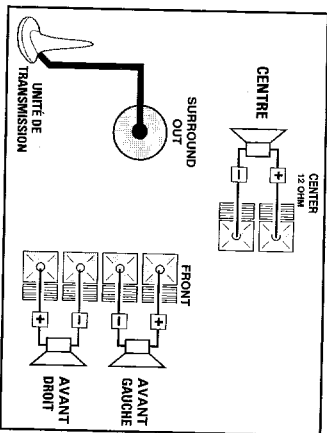 UNITÉ DE
TRANSMISSION
SURROUND
OUT
CENTRE
CENTER
12 OHM
–
+
FRONT
+
–
–
+
AVANT
DROIT
AVANT
GAUCHE